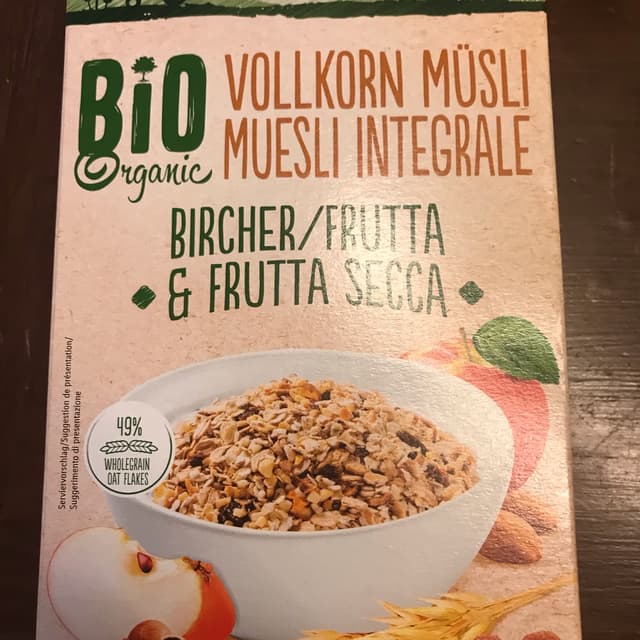 BIO
Organic
VOLLKORN MÜSLI
MUESLI INTEGRALE
BIRCHER/FRUTTA
& FRUTTA SECCA
Serviervorschlag/Suggestion de présentation/
Suggerimento di presentazione
49%
WHOLEGRAIN
OAT FLAKES